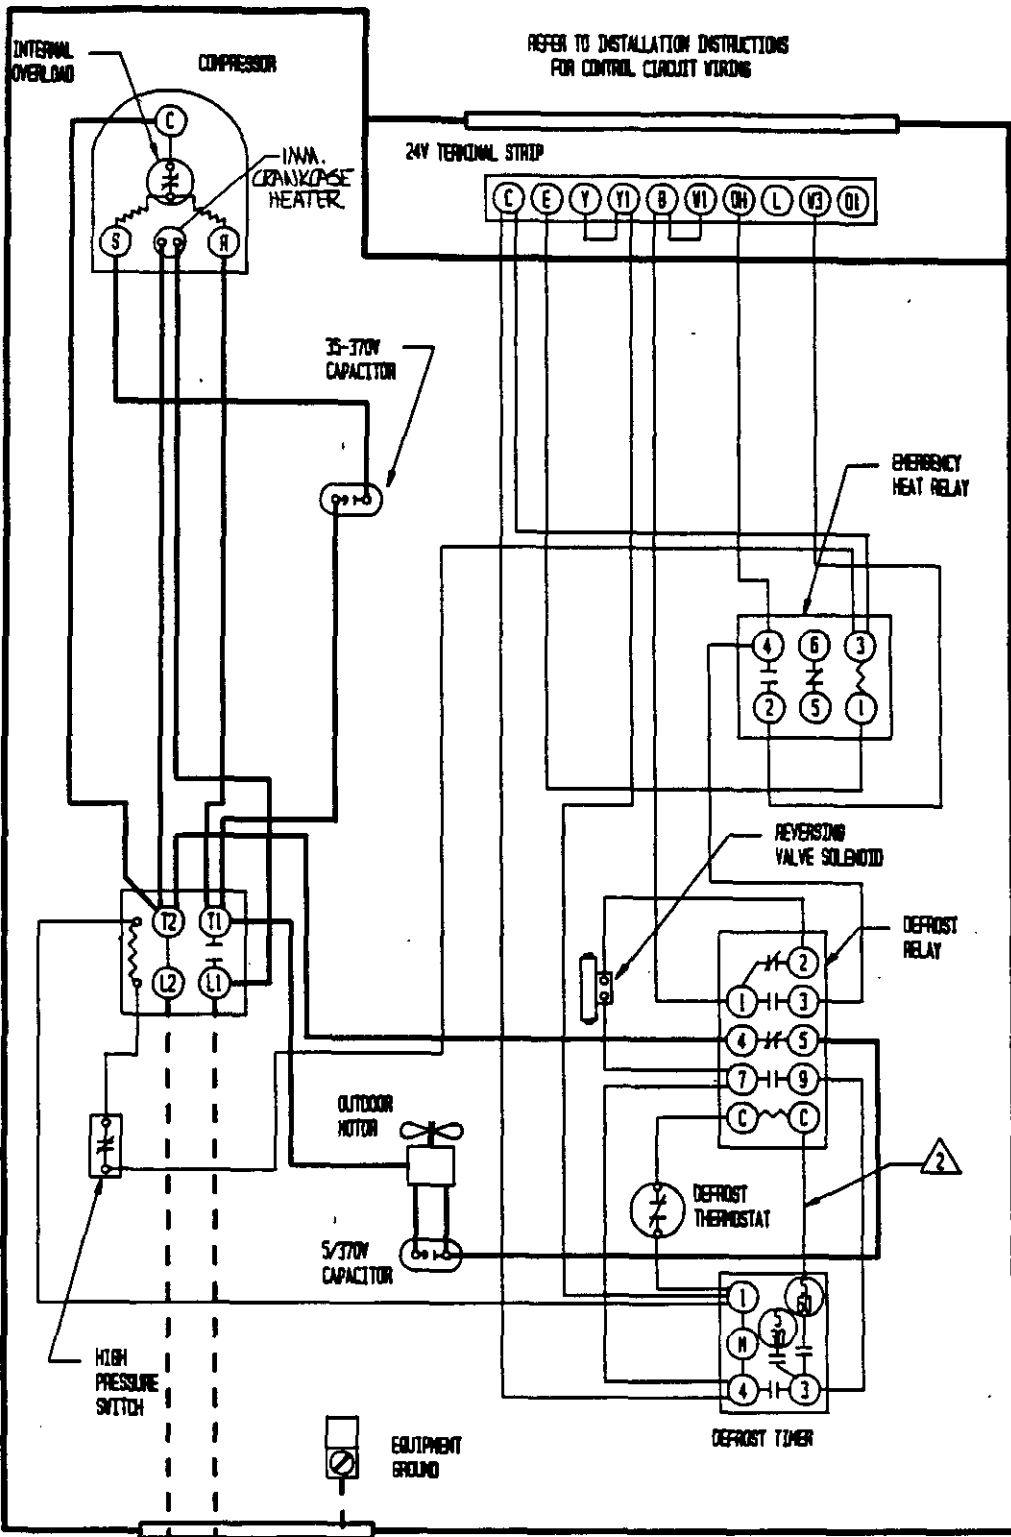 REFER TO INSTALLATION INSTRUCTIONS
FOR CONTROL CIRCUIT WIRING
INTERNAL
OVERLOAD
COMPRESSOR
C
1MM.
CRANKCASE
HEATER
S
R
24V TERMINAL STRIP
C E Y Y1 B W1 OH T W3 O1
35-370V
CAPACITOR
EMERGENCY
HEAT RELAY
4 6 3
2 5 1
REVERSING
VALVE SOLENOID
DEFROST
RELAY
T2 T1
L2 L1
2
1 3
4 5
7 9
C C
OUTDOOR
MOTOR
2
DEFROST
THERMOSTAT
5/370V
CAPACITOR
1
5
60
5
30
M
4 3
HIGH
PRESSURE
SWITCH
DEFROST TIMER
EQUIPMENT
GROUND